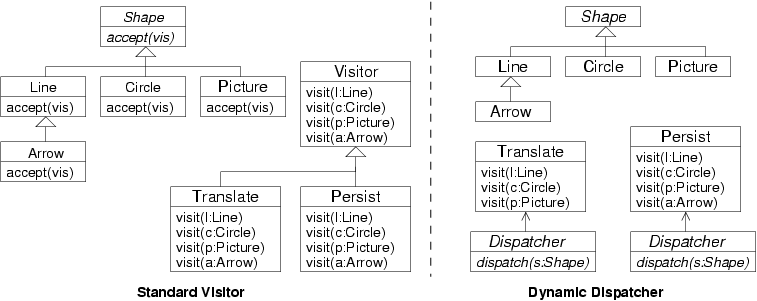 Shape
accept(vis)
Line
accept(vis)
Circle
accept(vis)
Picture
accept(vis)
Arrow
accept(vis)
Visitor
visit(l:Line)
visit(c:Circle)
visit(p:Picture)
visit(a:Arrow)
Translate
visit(l:Line)
visit(c:Circle)
visit(p:Picture)
visit(a:Arrow)
Persist
visit(l:Line)
visit(c:Circle)
visit(p:Picture)
visit(a:Arrow)
Standard Visitor
Shape
Line
Circle
Picture
Arrow
Translate
visit(l:Line)
visit(c:Circle)
visit(p:Picture)
Persist
visit(l:Line)
visit(c:Circle)
visit(p:Picture)
visit(a:Arrow)
Dispatcher
dispatch(s:Shape)
Dispatcher
dispatch(s:Shape)
Dynamic Dispatcher